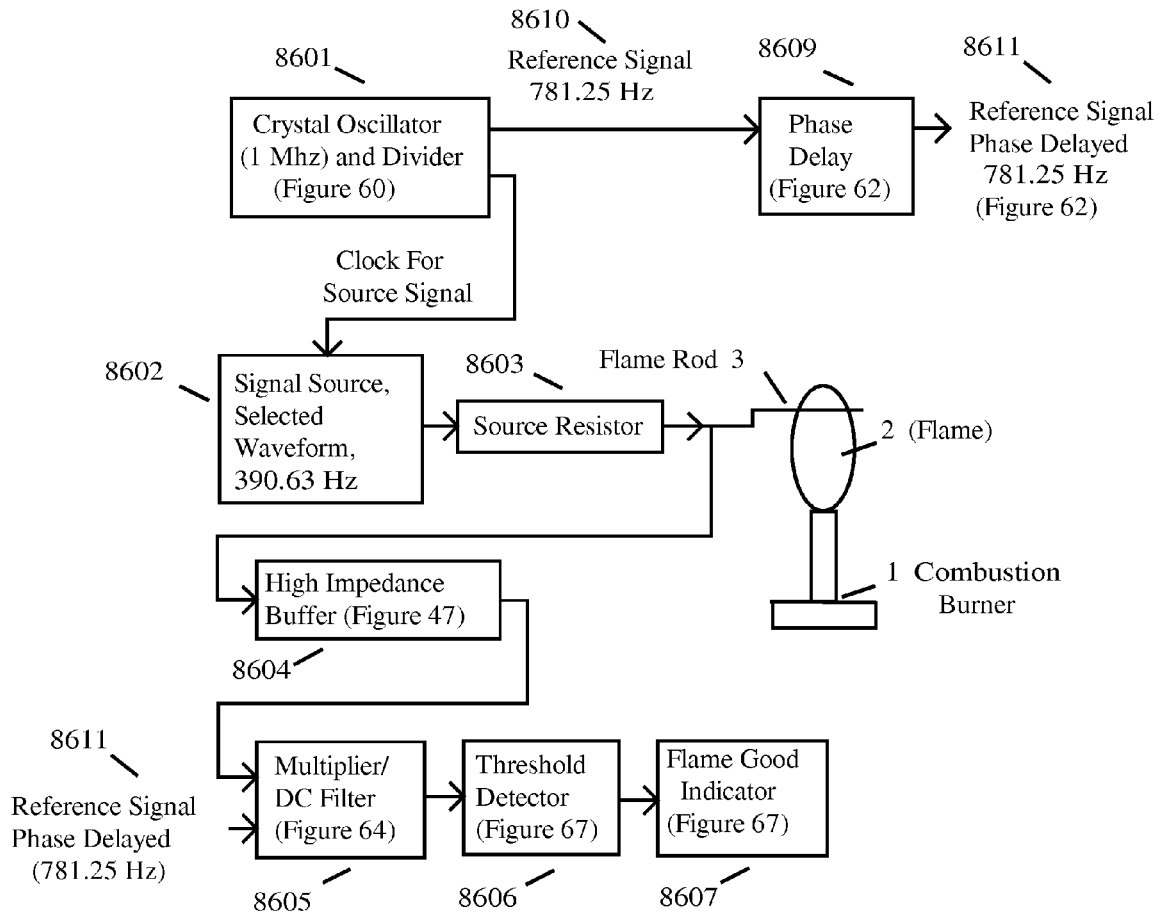 8610
Reference Signal
781.25 Hz
8601
8609
8611
Crystal Oscillator
(1 Mhz) and Divider
(Figure 60)
Phase
Delay
(Figure 62)
Reference Signal
Phase Delayed
781.25 Hz
(Figure 62)
Clock For
Source Signal
8602
Signal Source,
Selected
Waveform,
390.63 Hz
8603
Source Resistor
Flame Rod 3
2 (Flame)
1 Combustion
Burner
High Impedance
Buffer (Figure 47)
8604
8611
Reference Signal
Phase Delayed
(781.25 Hz)
Multiplier/
DC Filter
(Figure 64)
Threshold
Detector
(Figure 67)
Flame Good
Indicator
(Figure 67)
8605
8606
8607